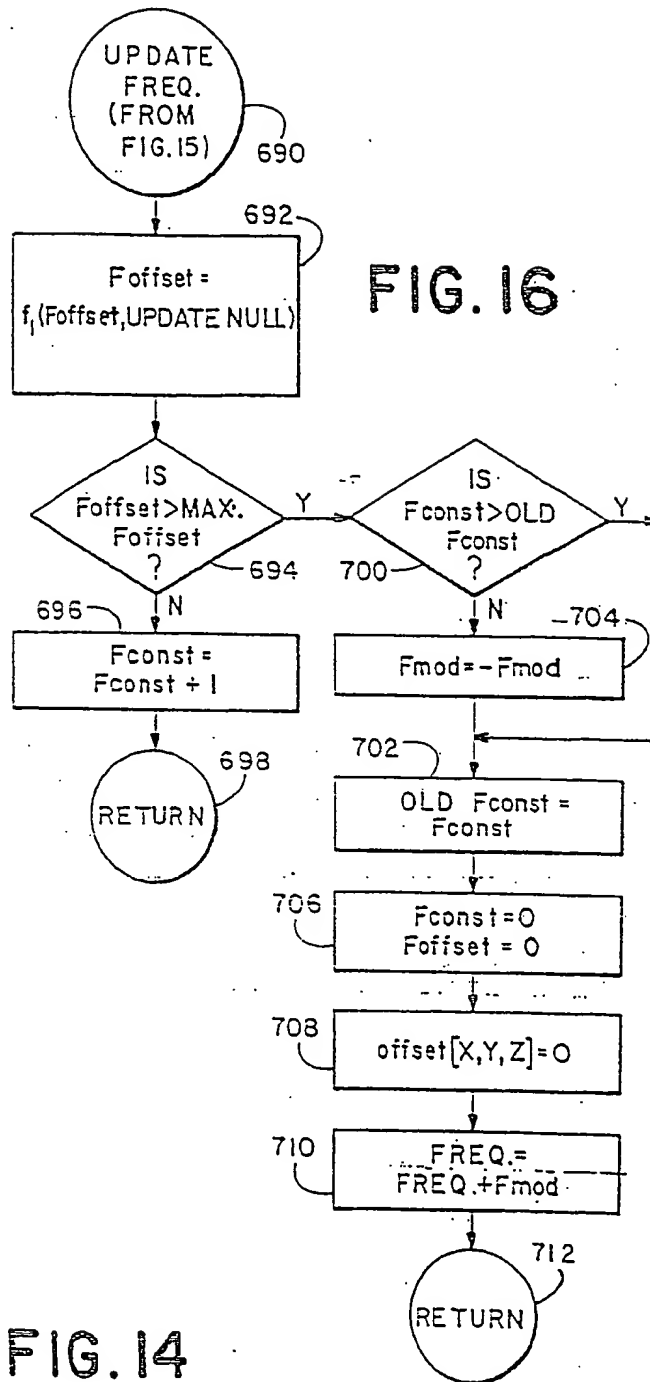 UPDATE
FREQ.
(FROM
FIG.15)
690
692
Foffset =
f1(Foffset,UPDATE NULL)
FIG. 16
IS
Foffset>MAX.
Foffset
?
694
Y
N
IS
Fconst>OLD
Fconst
?
700
Y
N
696
Fconst =
Fconst + 1
698
RETURN
704
Fmod=-Fmod
702
OLD Fconst =
Fconst
706
Fconst=0
Foffset = 0
708
offset[X,Y,Z]=0
710
FREQ.=
FREQ.+Fmod
712
RETURN
FIG. 14